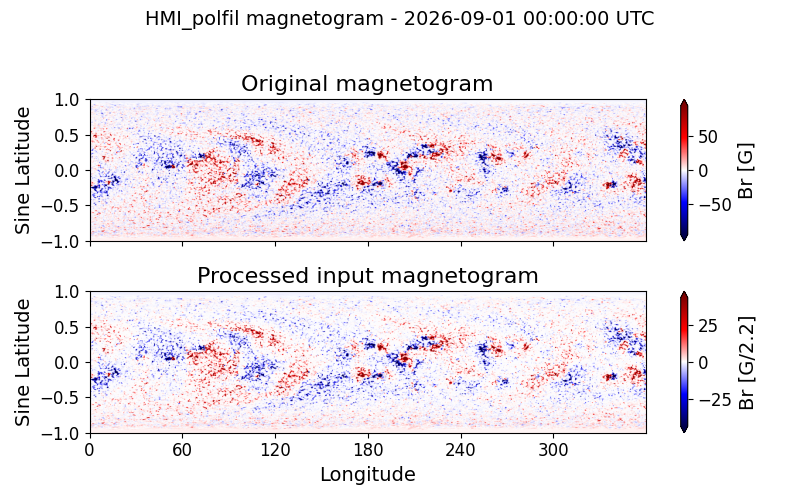 HMI_polfil magnetogram - 2026-09-01 00:00:00 UTC
Original magnetogram
1.0
0.5
0.0
−0.5
−1.0
Sine Latitude
50
0
−50
Br [G]
Processed input magnetogram
1.0
0.5
0.0
−0.5
−1.0
Sine Latitude
0 60 120 180 240 300
Longitude
25
0
−25
Br [G/2.2]